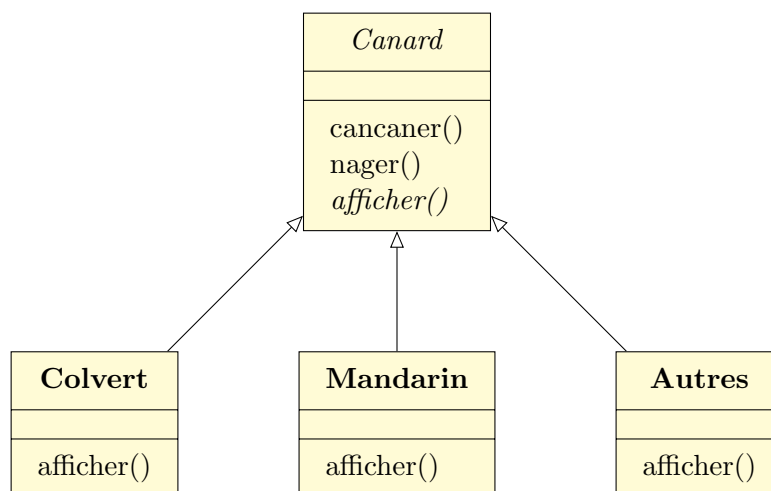 Canard
cancaner()
nager()
afficher()
Colvert
afficher()
Mandarin
afficher()
Autres
afficher()